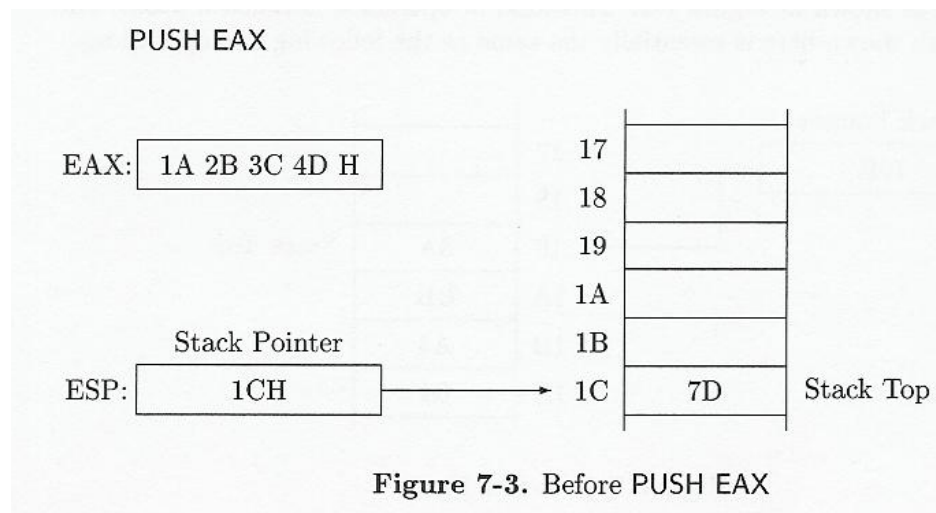 PUSH EAX
17
EAX: 1A 2B 3C 4D H
18
19
1A
Stack Pointer
1B
ESP: 1CH 1C 7D Stack Top
Figure 7-3. Before PUSH EAX